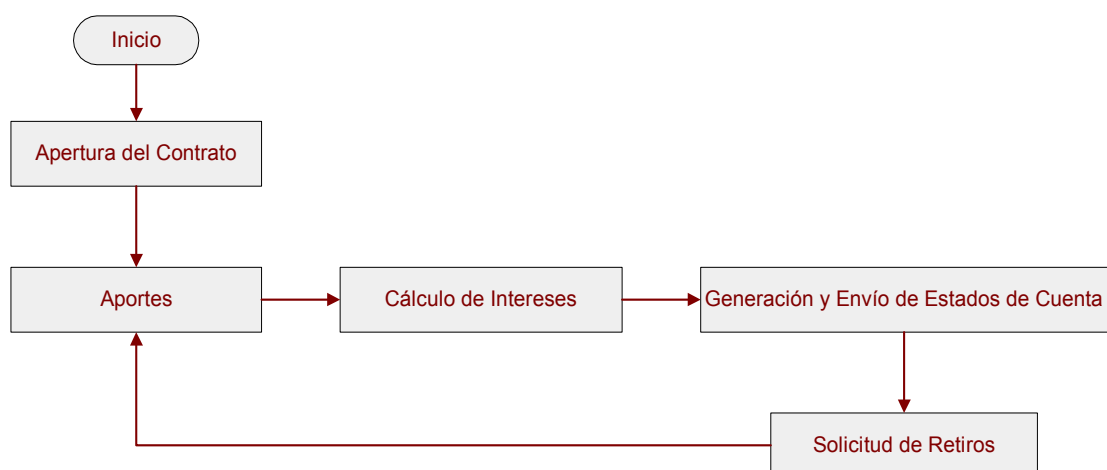 Inicio
Apertura del Contrato
Aportes
Cálculo de Intereses
Generación y Envío de Estados de Cuenta
Solicitud de Retiros